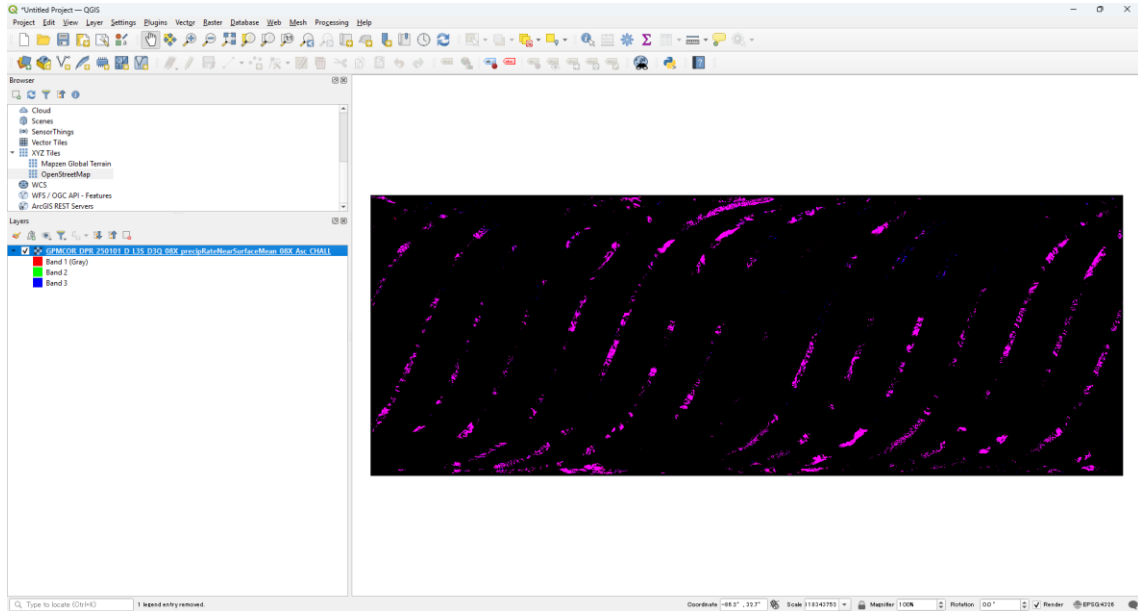 *Untitled Project — QGIS
Project Edit View Layer Settings Plugins Vector Raster Database Web Mesh Processing Help
Browser
Cloud
Scenes
SensorThings
Vector Tiles
XYZ Tiles
Mapzen Global Terrain
OpenStreetMap
WCS
WFS / OGC API - Features
ArcGIS REST Servers
Layers
GPMCOR_DPR_250101_D_L3S_D3Q_08X_precipRateNearSurfaceMean_08X_Asc_CHALL
Band 1 (Gray)
Band 2
Band 3
Type to locate (Ctrl+K) 1 legend entry removed. Coordinate Scale Magnifier 100% Rotation 0.0 ° Render EPSG:4326